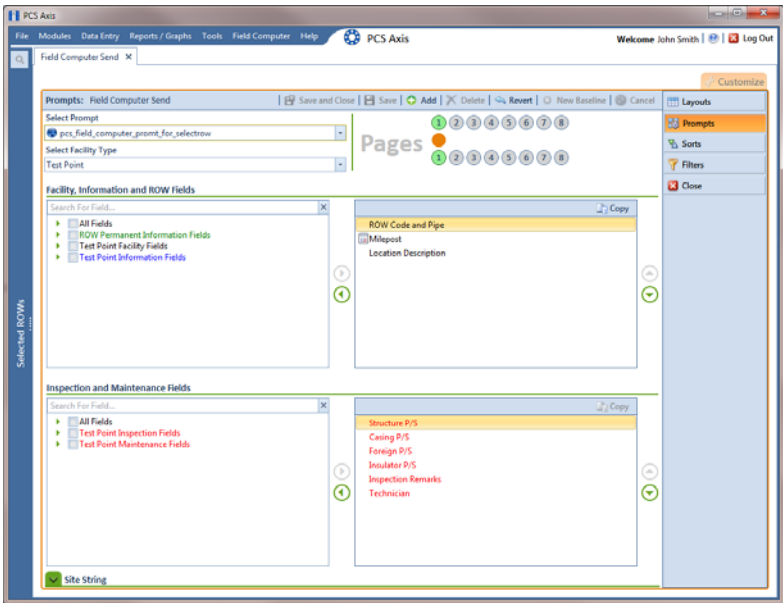 PCS Axis
File Modules Data Entry Reports / Graphs Tools Field Computer Help PCS Axis Welcome John Smith | | Log Out
Field Computer Send X
Customize
Prompts: Field Computer Send | Save and Close | Save | Add | Delete | Revert | New Baseline | Cancel
Layouts
Select Prompt
pcs_field_computer_promt_for_selectrow
Prompts
Select Facility Type
Test Point
Sorts
Filters
Close
Pages
1 2 3 4 5 6 7 8
1 2 3 4 5 6 7 8
Facility, Information and ROW Fields
Search For Field...
All Fields
ROW Permanent Information Fields
Test Point Facility Fields
Test Point Information Fields
Copy
ROW Code and Pipe
Milepost
Location Description
Selected ROWs
Inspection and Maintenance Fields
Search For Field...
All Fields
Test Point Inspection Fields
Test Point Maintenance Fields
Copy
Structure P/S
Casing P/S
Foreign P/S
Insulator P/S
Inspection Remarks
Technician
Site String